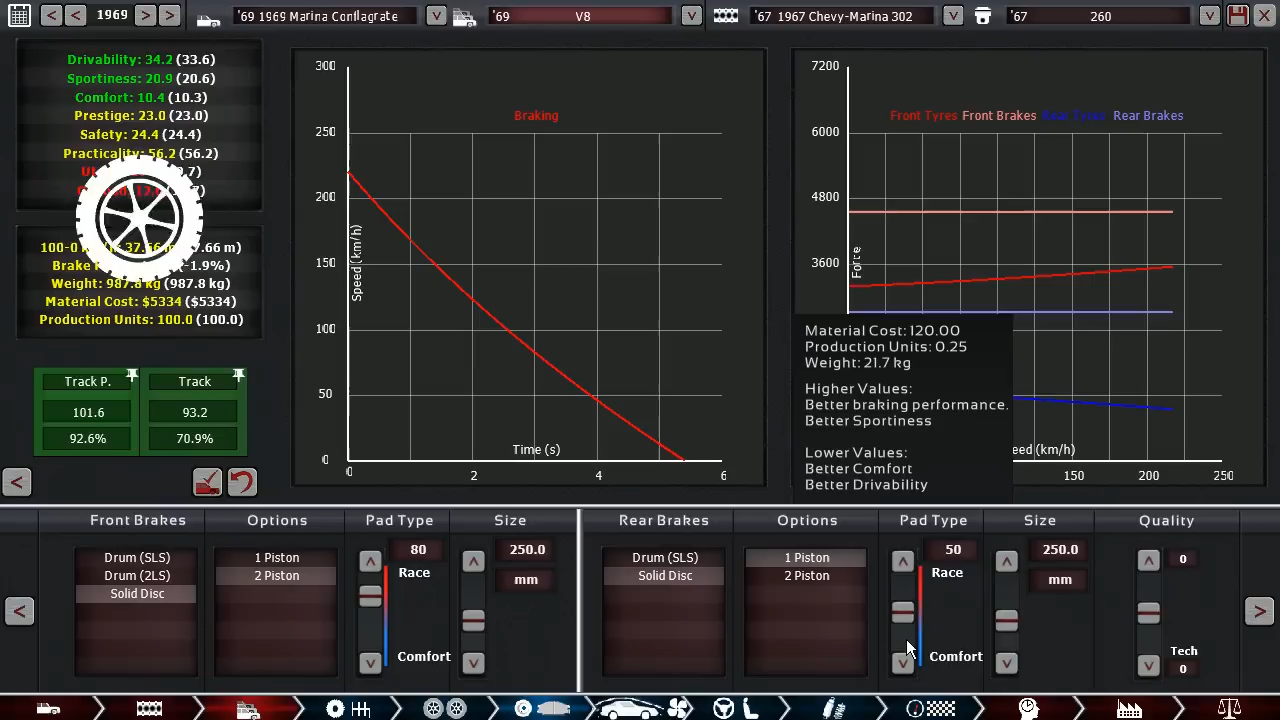 1969
'69 1969 Marina Conflagrate
'69 V8
'67 1967 Chevy-Marina 302
'67 260
Drivability: 34.2 (33.6)
Sportiness: 20.9 (20.6)
Comfort: 10.4 (10.3)
Prestige: 23.0 (23.0)
Safety: 24.4 (24.4)
Practicality: 56.2 (56.2)
100-0
Weight: 987.8 kg (987.8 kg)
Material Cost: $5334 ($5334)
Production Units: 100.0 (100.0)
Track P.
Track
101.6
93.2
92.6%
70.9%
300
250
200
150
100
50
0
Braking
Speed (km/h)
Time (s)
0
2
4
6
7200
6000
4800
3600
Front Tyres Front Brakes Rear Tyres Rear Brakes
Force
150
200
250
Material Cost: 120.00
Production Units: 0.25
Weight: 21.7 kg
Higher Values:
Better braking performance.
Better Sportiness
Lower Values:
Better Comfort
Better Drivability
Front Brakes
Options
Pad Type
Size
Drum (SLS)
Drum (2LS)
Solid Disc
1 Piston
2 Piston
80
Race
Comfort
250.0
mm
Rear Brakes
Options
Pad Type
Size
Quality
Drum (SLS)
Solid Disc
1 Piston
2 Piston
50
Race
Comfort
250.0
mm
0
Tech
0